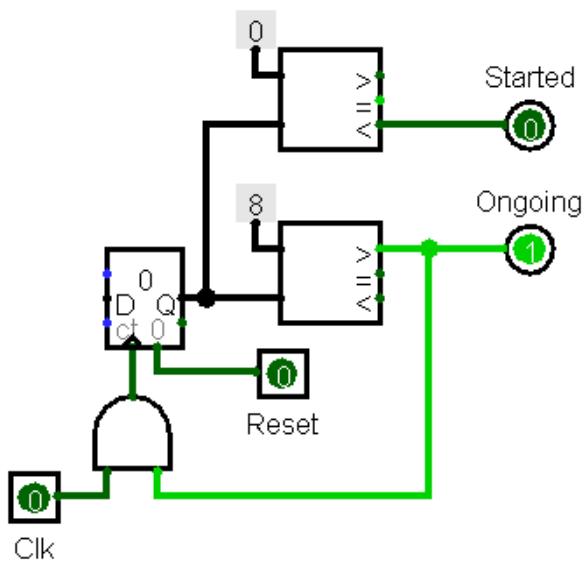 0
>
=
<
Started
0
8
>
=
<
Ongoing
1
0
D Q
ct 0
0
Reset
0
Clk